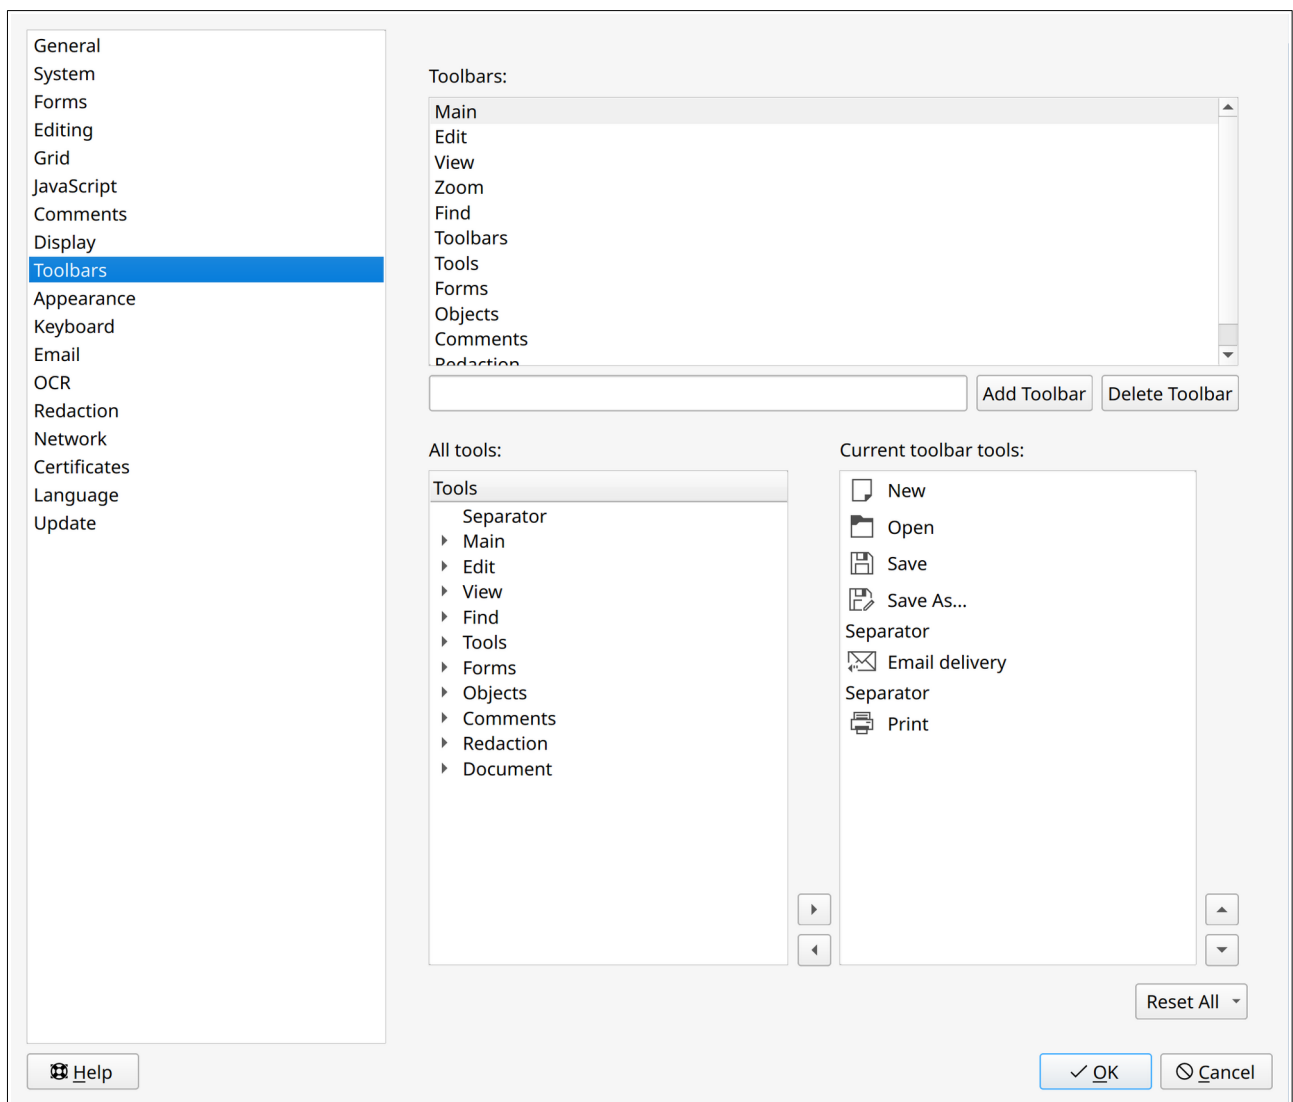 General
System
Forms
Editing
Grid
JavaScript
Comments
Display
Toolbars
Appearance
Keyboard
Email
OCR
Redaction
Network
Certificates
Language
Update
Toolbars:
Main
Edit
View
Zoom
Find
Toolbars
Tools
Forms
Objects
Comments
Redaction
Add Toolbar
Delete Toolbar
All tools:
Tools
Separator
Main
Edit
View
Find
Tools
Forms
Objects
Comments
Redaction
Document
Current toolbar tools:
New
Open
Save
Save As...
Separator
Email delivery
Separator
Print
Reset All
Help
OK
Cancel